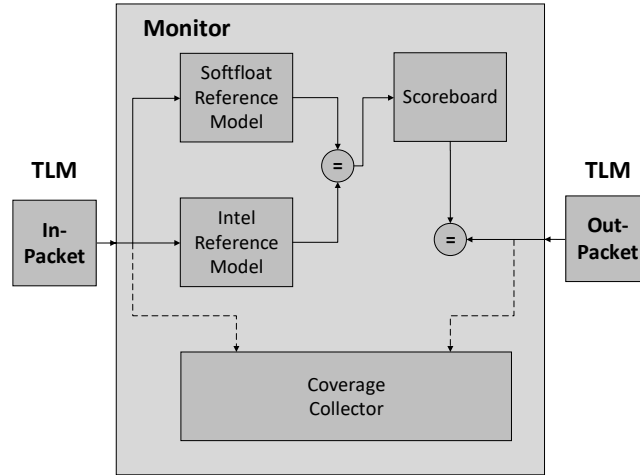 Monitor
Softfloat
Reference
Model
Scoreboard
=
TLM
In-
Packet
Intel
Reference
Model
=
TLM
Out-
Packet
Coverage
Collector